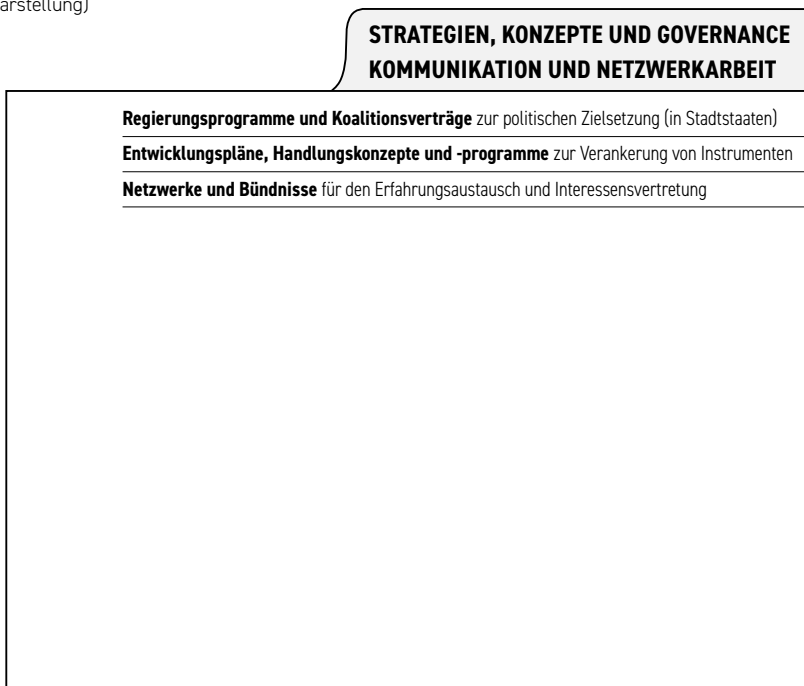 arstellung)
STRATEGIEN, KONZEPTE UND GOVERNANCE
KOMMUNIKATION UND NETZWERKARBEIT
Regierungsprogramme und Koalitionsverträge zur politischen Zielsetzung (in Stadtstaaten)
Entwicklungspläne, Handlungskonzepte und -programme zur Verankerung von Instrumenten
Netzwerke und Bündnisse für den Erfahrungsaustausch und Interessensvertretung